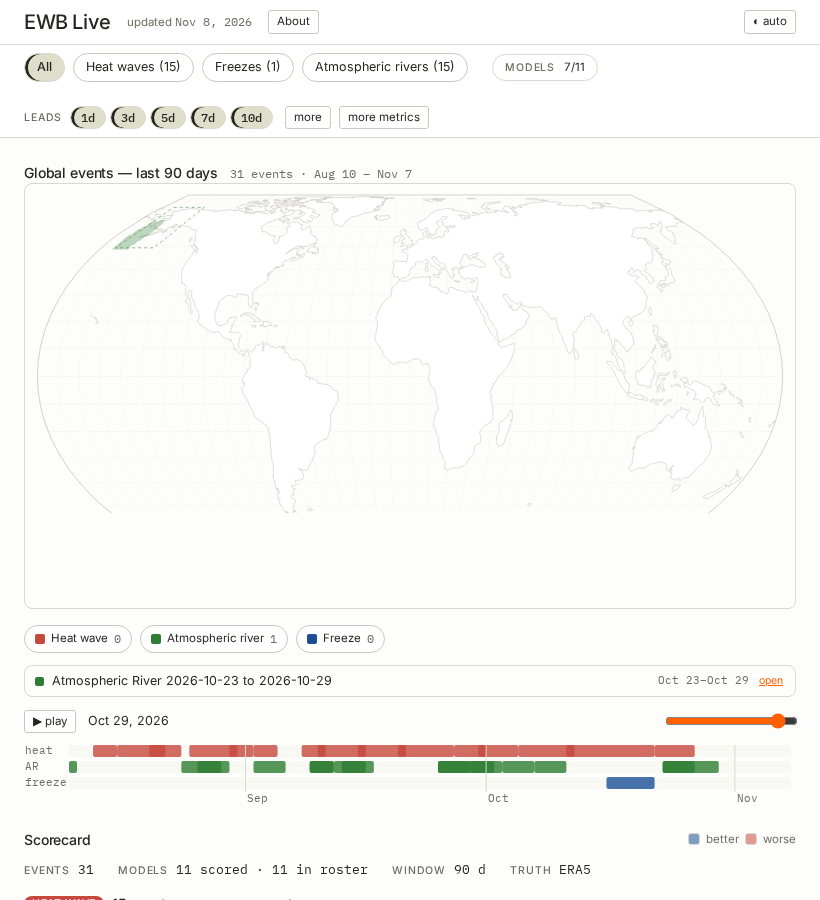 EWB Live updated Nov 8, 2026 About auto
All Heat waves (15) Freezes (1) Atmospheric rivers (15) MODELS 7/11
LEADS 1d 3d 5d 7d 10d more more metrics
Global events — last 90 days 31 events · Aug 10 – Nov 7
Heat wave 0 Atmospheric river 1 Freeze 0
Atmospheric River 2026-10-23 to 2026-10-29 Oct 23–Oct 29 open
▶ play Oct 29, 2026
heat
AR
freeze
Sep Oct Nov
Scorecard better worse
EVENTS 31 MODELS 11 scored · 11 in roster WINDOW 90 d TRUTH ERA5